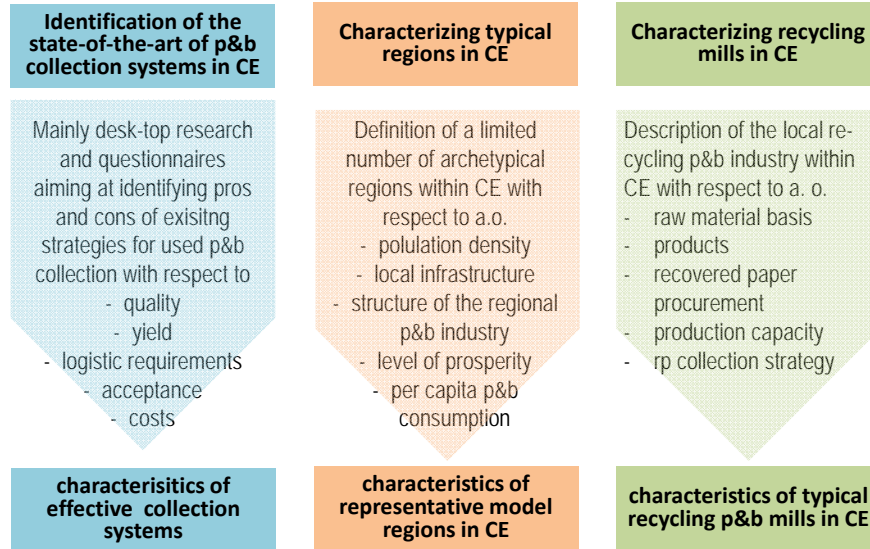 Identification of the
state-of-the-art of p&b
collection systems in CE
Mainly desk-top research
and questionnaires
aiming at identifying pros
and cons of exisitng
strategies for used p&b
collection with respect to
- quality
- yield
- logistic requirements
- acceptance
- costs
characterisitics of
effective collection
systems
Characterizing typical
regions in CE
Definition of a limited
number of archetypical
regions within CE with
respect to a.o.
- polulation density
- local infrastructure
- structure of the regional
p&b industry
- level of prosperity
- per capita p&b
consumption
characteristics of
representative model
regions in CE
Characterizing recycling
mills in CE
Description of the local re-
cycling p&b industry within
CE with respect to a. o.
- raw material basis
- products
- recovered paper
procurement
- production capacity
- rp collection strategy
characteristics of typical
recycling p&b mills in CE